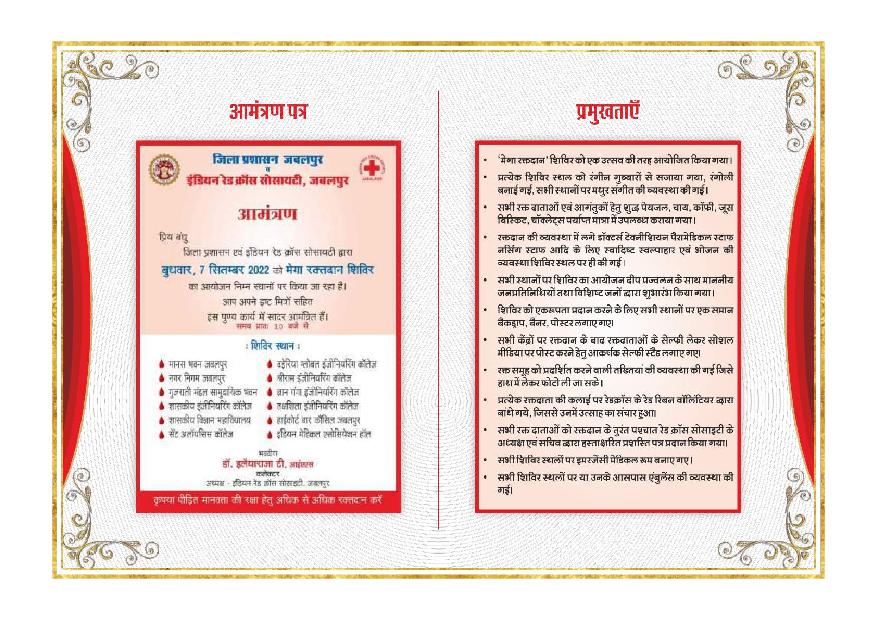 आमंत्रण पत्र
जिला प्रशासन जबलपुर
व
इंडियन रेड क्रॉस सोसायटी, जबलपुर
आमंत्रण
प्रिय बंधु
जिला प्रशासन एवं इंडियन रेड क्रॉस सोसायटी द्वारा
बुधवार, 7 सितम्बर 2022 को मेगा रक्तदान शिविर
का आयोजन निम्न स्थानों पर किया जा रहा है।
आप अपने इष्ट मित्रों सहित
इस पुण्य कार्य में सादर आमंत्रित हैं।
समय प्रातः 10 बजे से
: शिविर स्थान :
मानस भवन जबलपुर
नगर निगम जबलपुर
गुजराती मंडल सामुदायिक भवन
शासकीय इंजीनियरिंग कॉलेज
शासकीय विज्ञान महाविद्यालय
सेंट अलॉयसिस कॉलेज
ग्लोबल इंजीनियरिंग कॉलेज
श्रीराम इंजीनियरिंग कॉलेज
ज्ञान गंगा इंजीनियरिंग कॉलेज
तक्षशिला इंजीनियरिंग कॉलेज
हाईकोर्ट बार कौंसिल जबलपुर
इंडियन मेडिकल एसोसियेशन हॉल
भवदीय
डॉ. इलैयाराजा टी, आईएएस
कलेक्टर
अध्यक्ष - इंडियन रेड क्रॉस सोसाइटी, जबलपुर
कृपया पीड़ित मानवता की रक्षा हेतु अधिक से अधिक रक्तदान करें
प्रमुखताएँ
• 'मेगा रक्तदान' शिविर को एक उत्सव की तरह आयोजित किया गया।
• प्रत्येक शिविर स्थल को रंगीन गुब्बारों से सजाया गया, रंगोली
बनाई गई, सभी स्थानों पर मधुर संगीत की व्यवस्था की गई।
• सभी रक्त दाताओं एवं आगंतुकों हेतु शुद्ध पेयजल, चाय, कॉफी, जूस
बिस्किट, चॉक्लेट्स पर्याप्त मात्रा में उपलब्ध कराया गया।
• रक्तदान की व्यवस्था में लगे डॉक्टर्स टेक्नीशियन पैरामेडिकल स्टाफ
नर्सिंग स्टाफ आदि के लिए स्वादिष्ट स्वल्पाहार एवं भोजन की
व्यवस्था शिविर स्थल पर ही की गई।
• सभी स्थानों पर शिविर का आयोजन दीप प्रज्वलन के साथ माननीय
जनप्रतिनिधियों तथा विशिष्ट जनों द्वारा शुभारंभ किया गया।
• शिविर को एकरूपता प्रदान करने के लिए सभी स्थानों पर एक समान
बैकड्राप, बैनर, पोस्टर लगाए गए।
• सभी केंद्रों पर रक्तदान के बाद रक्तदाताओं के सेल्फी लेकर सोशल
मीडिया पर पोस्ट करने हेतु आकर्षक सेल्फी स्टैंड लगाए गए।
• रक्त समूह को प्रदर्शित करने वाली तख्तियां की व्यवस्था की गई जिसे
हाथ में लेकर फोटो ली जा सके।
• प्रत्येक रक्तदाता की कलाई पर रेडक्रॉस के रेड रिबन वॉलिंटियर द्वारा
बांधे गये, जिससे उनमें उत्साह का संचार हुआ।
• सभी रक्त दाताओं को रक्तदान के तुरंत पश्चात रेड क्रॉस सोसाइटी के
अध्यक्ष एवं सचिव द्वारा हस्ताक्षरित प्रशस्ति पत्र प्रदान किया गया।
• सभी शिविर स्थलों पर इमरजेंसी मेडिकल रूम बनाए गए।
• सभी शिविर स्थलों पर या उनके आसपास एंबुलेंस की व्यवस्था की
गई।